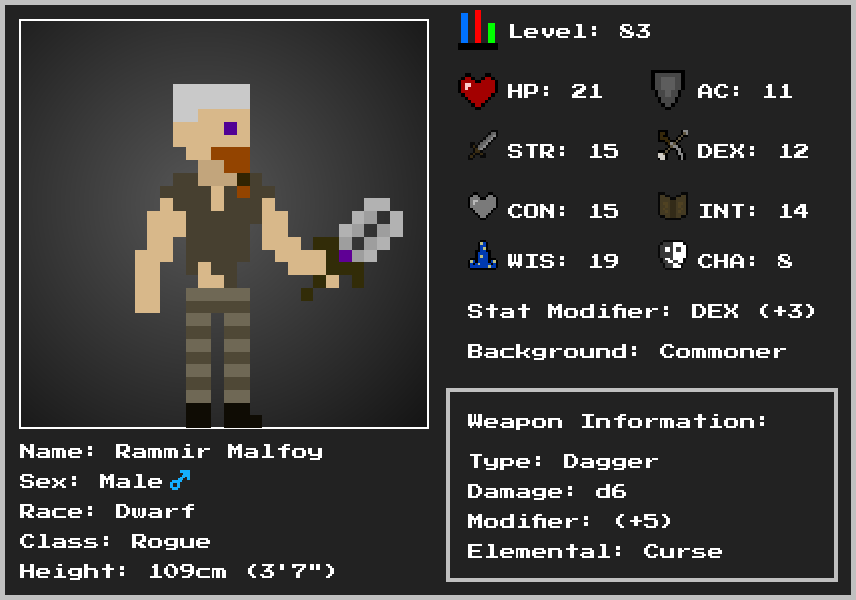 Level: 83
HP: 21
AC: 11
STR: 15
DEX: 12
CON: 15
INT: 14
WIS: 19
CHA: 8
Stat Modifier: DEX (+3)
Background: Commoner
Weapon Information:
Type: Dagger
Damage: d6
Modifier: (+5)
Elemental: Curse
Name: Rammir Malfoy
Sex: Male♂
Race: Dwarf
Class: Rogue
Height: 109cm (3'7")